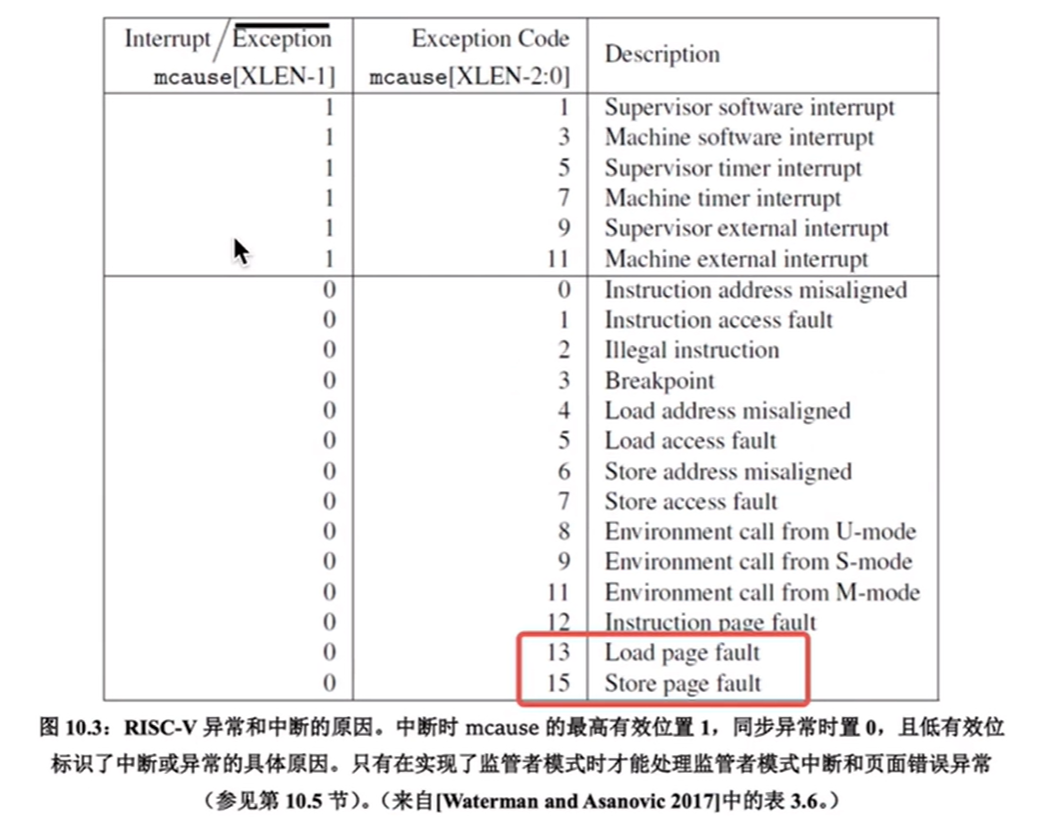 Interrupt / Exception Exception Code Description
mcause[XLEN-1] mcause[XLEN-2:0]
1 1 Supervisor software interrupt
1 3 Machine software interrupt
1 5 Supervisor timer interrupt
1 7 Machine timer interrupt
1 9 Supervisor external interrupt
1 11 Machine external interrupt
0 0 Instruction address misaligned
0 1 Instruction access fault
0 2 Illegal instruction
0 3 Breakpoint
0 4 Load address misaligned
0 5 Load access fault
0 6 Store address misaligned
0 7 Store access fault
0 8 Environment call from U-mode
0 9 Environment call from S-mode
0 11 Environment call from M-mode
0 12 Instruction page fault
0 13 Load page fault
0 15 Store page fault
图 10.3：RISC-V 异常和中断的原因。中断时 mcause 的最高有效位置 1，同步异常时置 0，且低有效位
标识了中断或异常的具体原因。只有在实现了监管者模式时才能处理监管者模式中断和页面错误异常
（参见第 10.5 节）。（来自[Waterman and Asanovic 2017]中的表 3.6。）